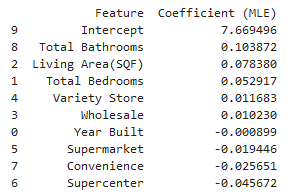 Feature Coefficient (MLE)
9 Intercept 7.669496
8 Total Bathrooms 0.103872
2 Living Area(SQF) 0.078380
1 Total Bedrooms 0.052917
4 Variety Store 0.011683
3 Wholesale 0.010230
0 Year Built -0.000899
5 Supermarket -0.019446
7 Convenience -0.025651
6 Supercenter -0.045672